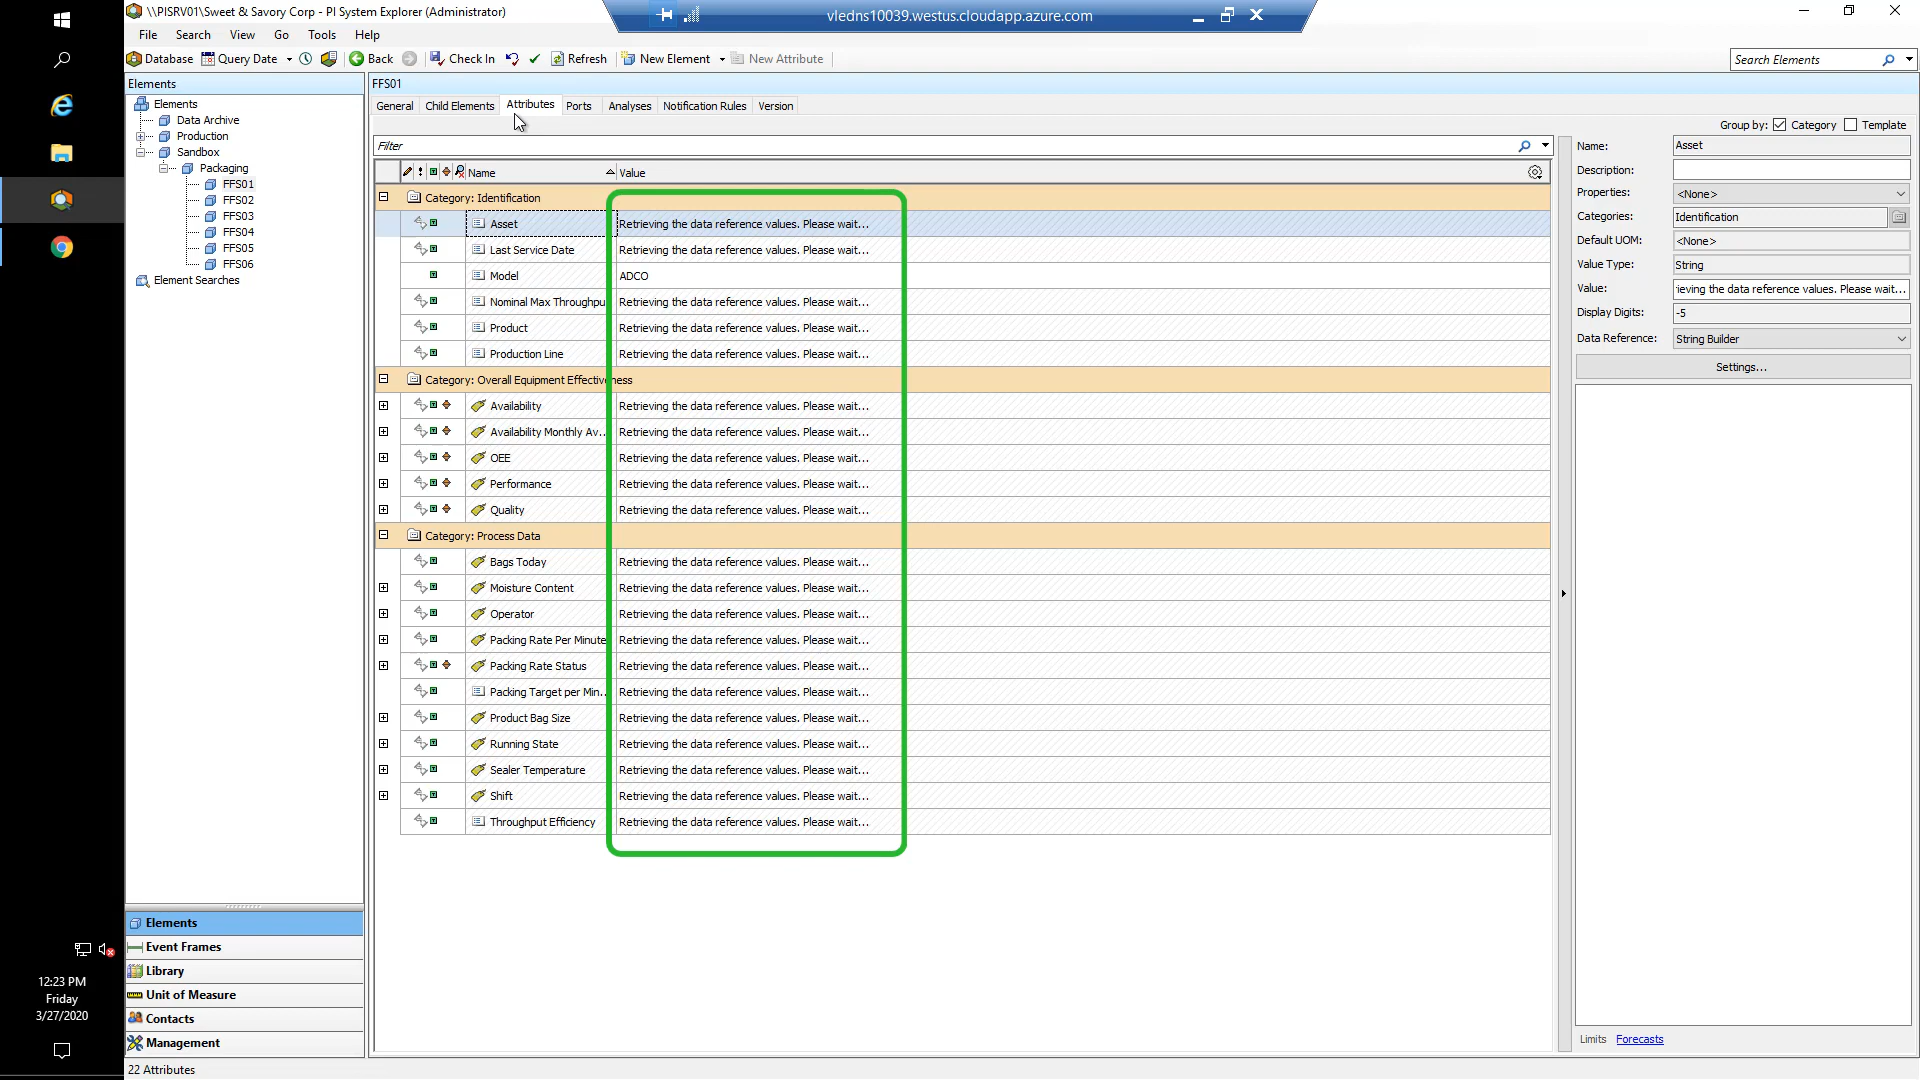 \\PISRV01\Sweet & Savory Corp - PI System Explorer (Administrator)
vledns10039.westus.cloudapp.azure.com
File Search View Go Tools Help
Database Query Date Back Check In Refresh New Element New Attribute
Search Elements
Elements
Elements
Data Archive
Production
Sandbox
Packaging
FFS01
FFS02
FFS03
FFS04
FFS05
FFS06
Element Searches
FFS01
General Child Elements Attributes Ports Analyses Notification Rules Version
Group by: Category Template
Filter
Name Value
Category: Identification
Asset Retrieving the data reference values. Please wait...
Last Service Date Retrieving the data reference values. Please wait...
Model ADCO
Nominal Max Throughpu Retrieving the data reference values. Please wait...
Product Retrieving the data reference values. Please wait...
Production Line Retrieving the data reference values. Please wait...
Category: Overall Equipment Effectiveness
Availability Retrieving the data reference values. Please wait...
Availability Monthly Av... Retrieving the data reference values. Please wait...
OEE Retrieving the data reference values. Please wait...
Performance Retrieving the data reference values. Please wait...
Quality Retrieving the data reference values. Please wait...
Category: Process Data
Bags Today Retrieving the data reference values. Please wait...
Moisture Content Retrieving the data reference values. Please wait...
Operator Retrieving the data reference values. Please wait...
Packing Rate Per Minute Retrieving the data reference values. Please wait...
Packing Rate Status Retrieving the data reference values. Please wait...
Packing Target per Min... Retrieving the data reference values. Please wait...
Product Bag Size Retrieving the data reference values. Please wait...
Running State Retrieving the data reference values. Please wait...
Sealer Temperature Retrieving the data reference values. Please wait...
Shift Retrieving the data reference values. Please wait...
Throughput Efficiency Retrieving the data reference values. Please wait...
Name: Asset
Description:
Properties: <None>
Categories: Identification
Default UOM: <None>
Value Type: String
Value: rieving the data reference values. Please wait...
Display Digits: -5
Data Reference: String Builder
Settings...
Limits Forecasts
Elements
Event Frames
Library
Unit of Measure
Contacts
Management
22 Attributes
12:23 PM
Friday
3/27/2020